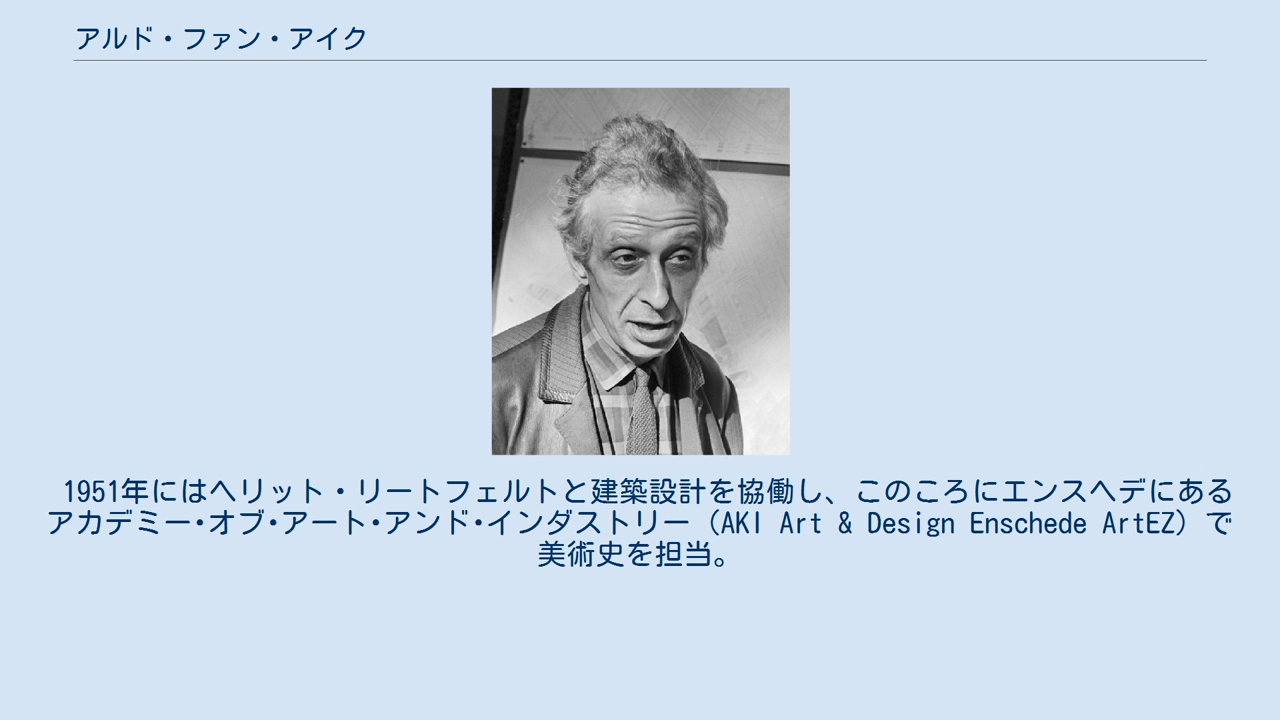 アルド・ファン・アイク
1951年にはヘリット・リートフェルトと建築設計を協働し、このころにエンスヘデにある
アカデミー・オブ・アート・アンド・インダストリー（AKI Art & Design Enschede ArtEZ）で
美術史を担当。